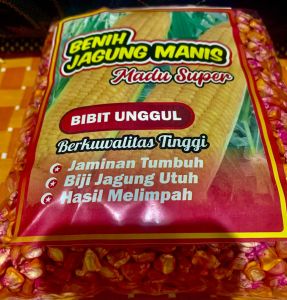 BENIH
JAGUNG MANIS
Madu Super
BIBIT UNGGUL
Berkuwalitas Tinggi
Jaminan Tumbuh
Biji Jagung Utuh
Hasil Melimpah